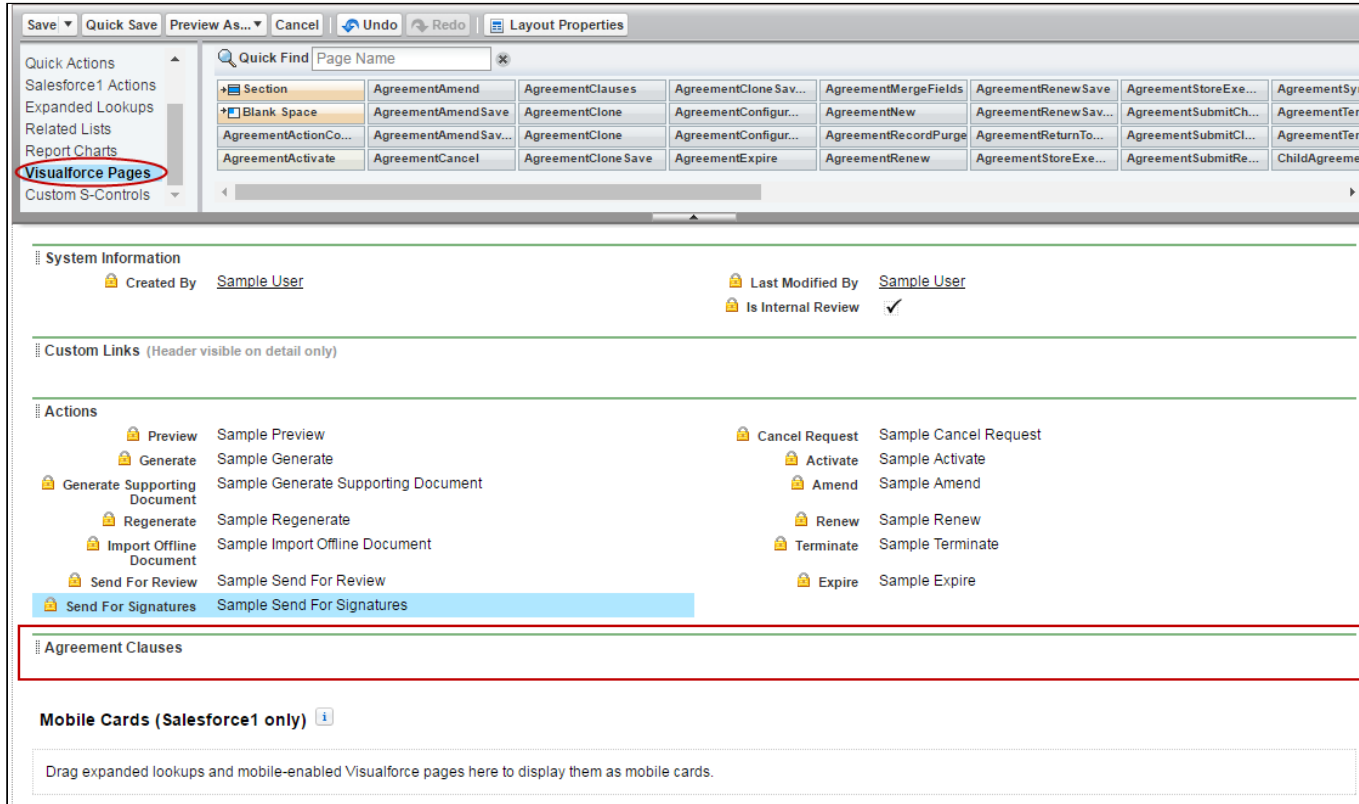 Save ▼ Quick Save Preview As... ▼ Cancel Undo Redo Layout Properties
Quick Actions
Salesforce1 Actions
Expanded Lookups
Related Lists
Report Charts
Visualforce Pages
Custom S-Controls
Quick Find Page Name
Section AgreementAmend AgreementClauses AgreementCloneSav... AgreementMergeFields AgreementRenewSave AgreementStoreExe... AgreementSy
Blank Space AgreementAmendSave AgreementClone AgreementConfigur... AgreementNew AgreementRenewSav... AgreementSubmitCh... AgreementTer
AgreementActionCo... AgreementAmendSav... AgreementClone AgreementConfigur... AgreementRecordPurge AgreementReturnTo... AgreementSubmitCl... AgreementTer
AgreementActivate AgreementCancel AgreementCloneSave AgreementExpire AgreementRenew AgreementStoreExe... AgreementSubmitRe... ChildAgreeme
System Information
Created By Sample User Last Modified By Sample User
Is Internal Review ✓
Custom Links (Header visible on detail only)
Actions
Preview Sample Preview Cancel Request Sample Cancel Request
Generate Sample Generate Activate Sample Activate
Generate Supporting Sample Generate Supporting Document Amend Sample Amend
Document
Regenerate Sample Regenerate Renew Sample Renew
Import Offline Sample Import Offline Document Terminate Sample Terminate
Document
Send For Review Sample Send For Review Expire Sample Expire
Send For Signatures Sample Send For Signatures
Agreement Clauses
Mobile Cards (Salesforce1 only) i
Drag expanded lookups and mobile-enabled Visualforce pages here to display them as mobile cards.